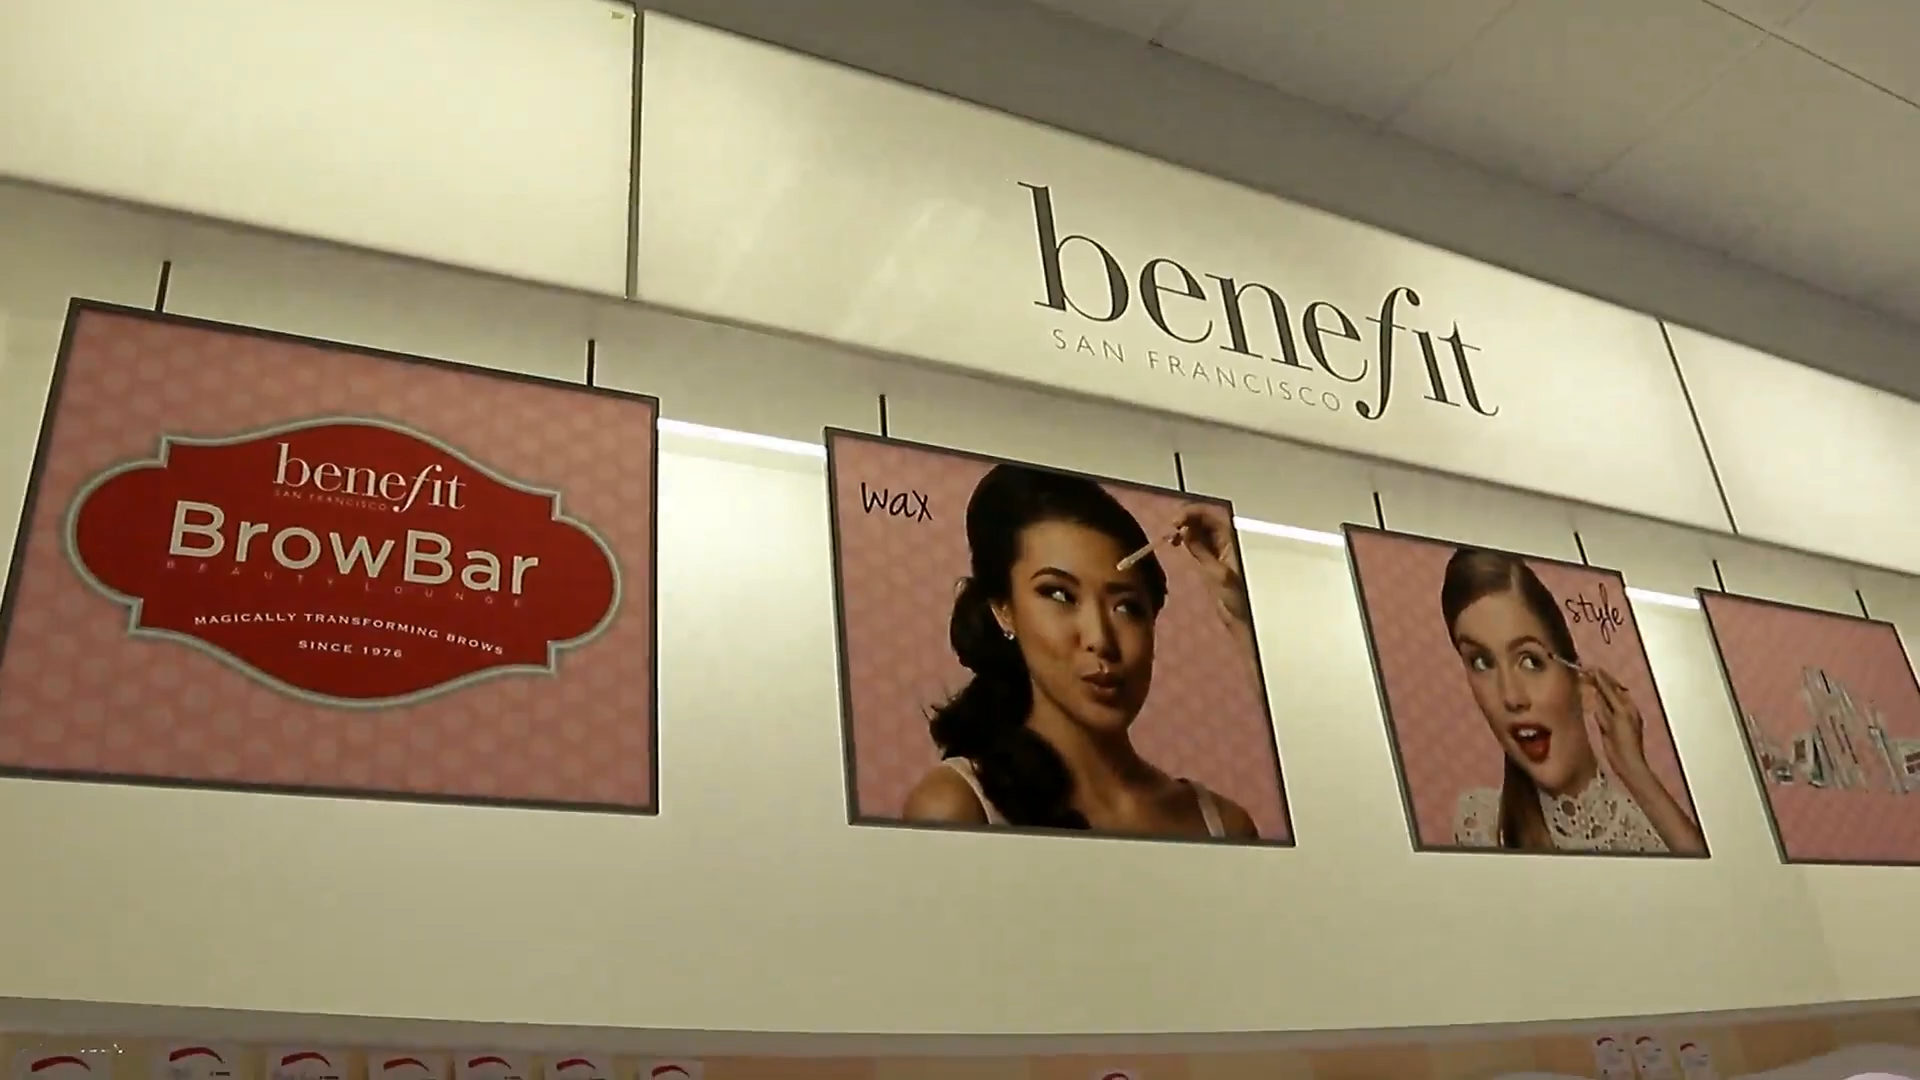 benefit
SAN FRANCISCO
benefit
SAN FRANCISCO
BrowBar
BEAUTY LOUNGE
MAGICALLY TRANSFORMING BROWS
SINCE 1976
wax
style